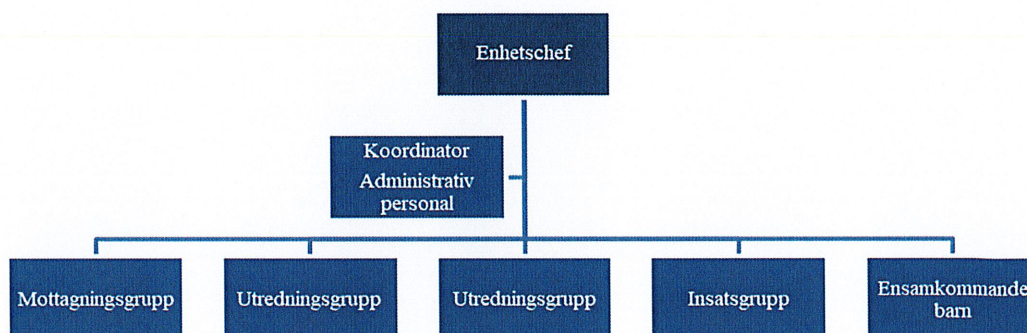 Enhetschef
Koordinator
Administrativ
personal
Mottagningsgrupp
Utredningsgrupp
Utredningsgrupp
Insatsgrupp
Ensamkommande
barn